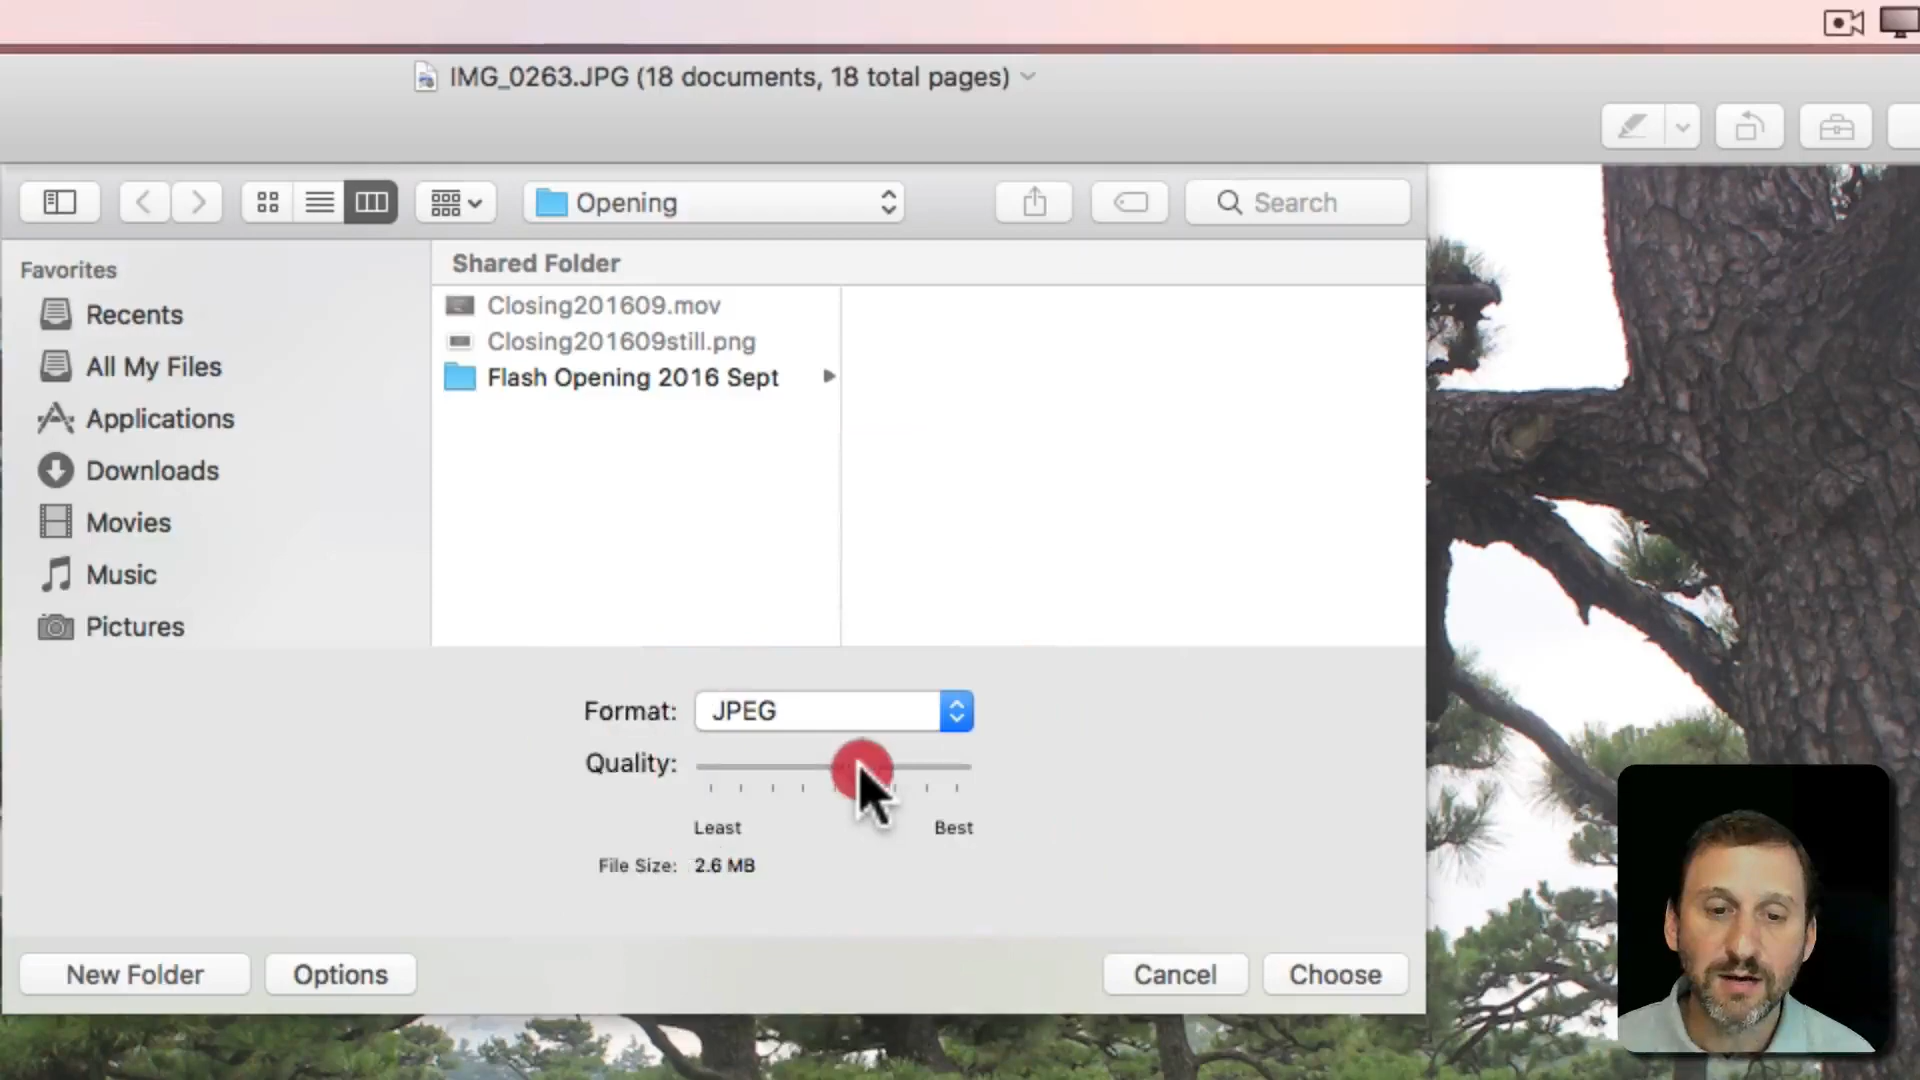 IMG_0263.JPG (18 documents, 18 total pages)
Opening
Search
Favorites
Recents
All My Files
Applications
Downloads
Movies
Music
Pictures
Shared Folder
Closing201609.mov
Closing201609still.png
Flash Opening 2016 Sept
Format: JPEG
Quality:
Least Best
File Size: 2.6 MB
New Folder Options Cancel Choose